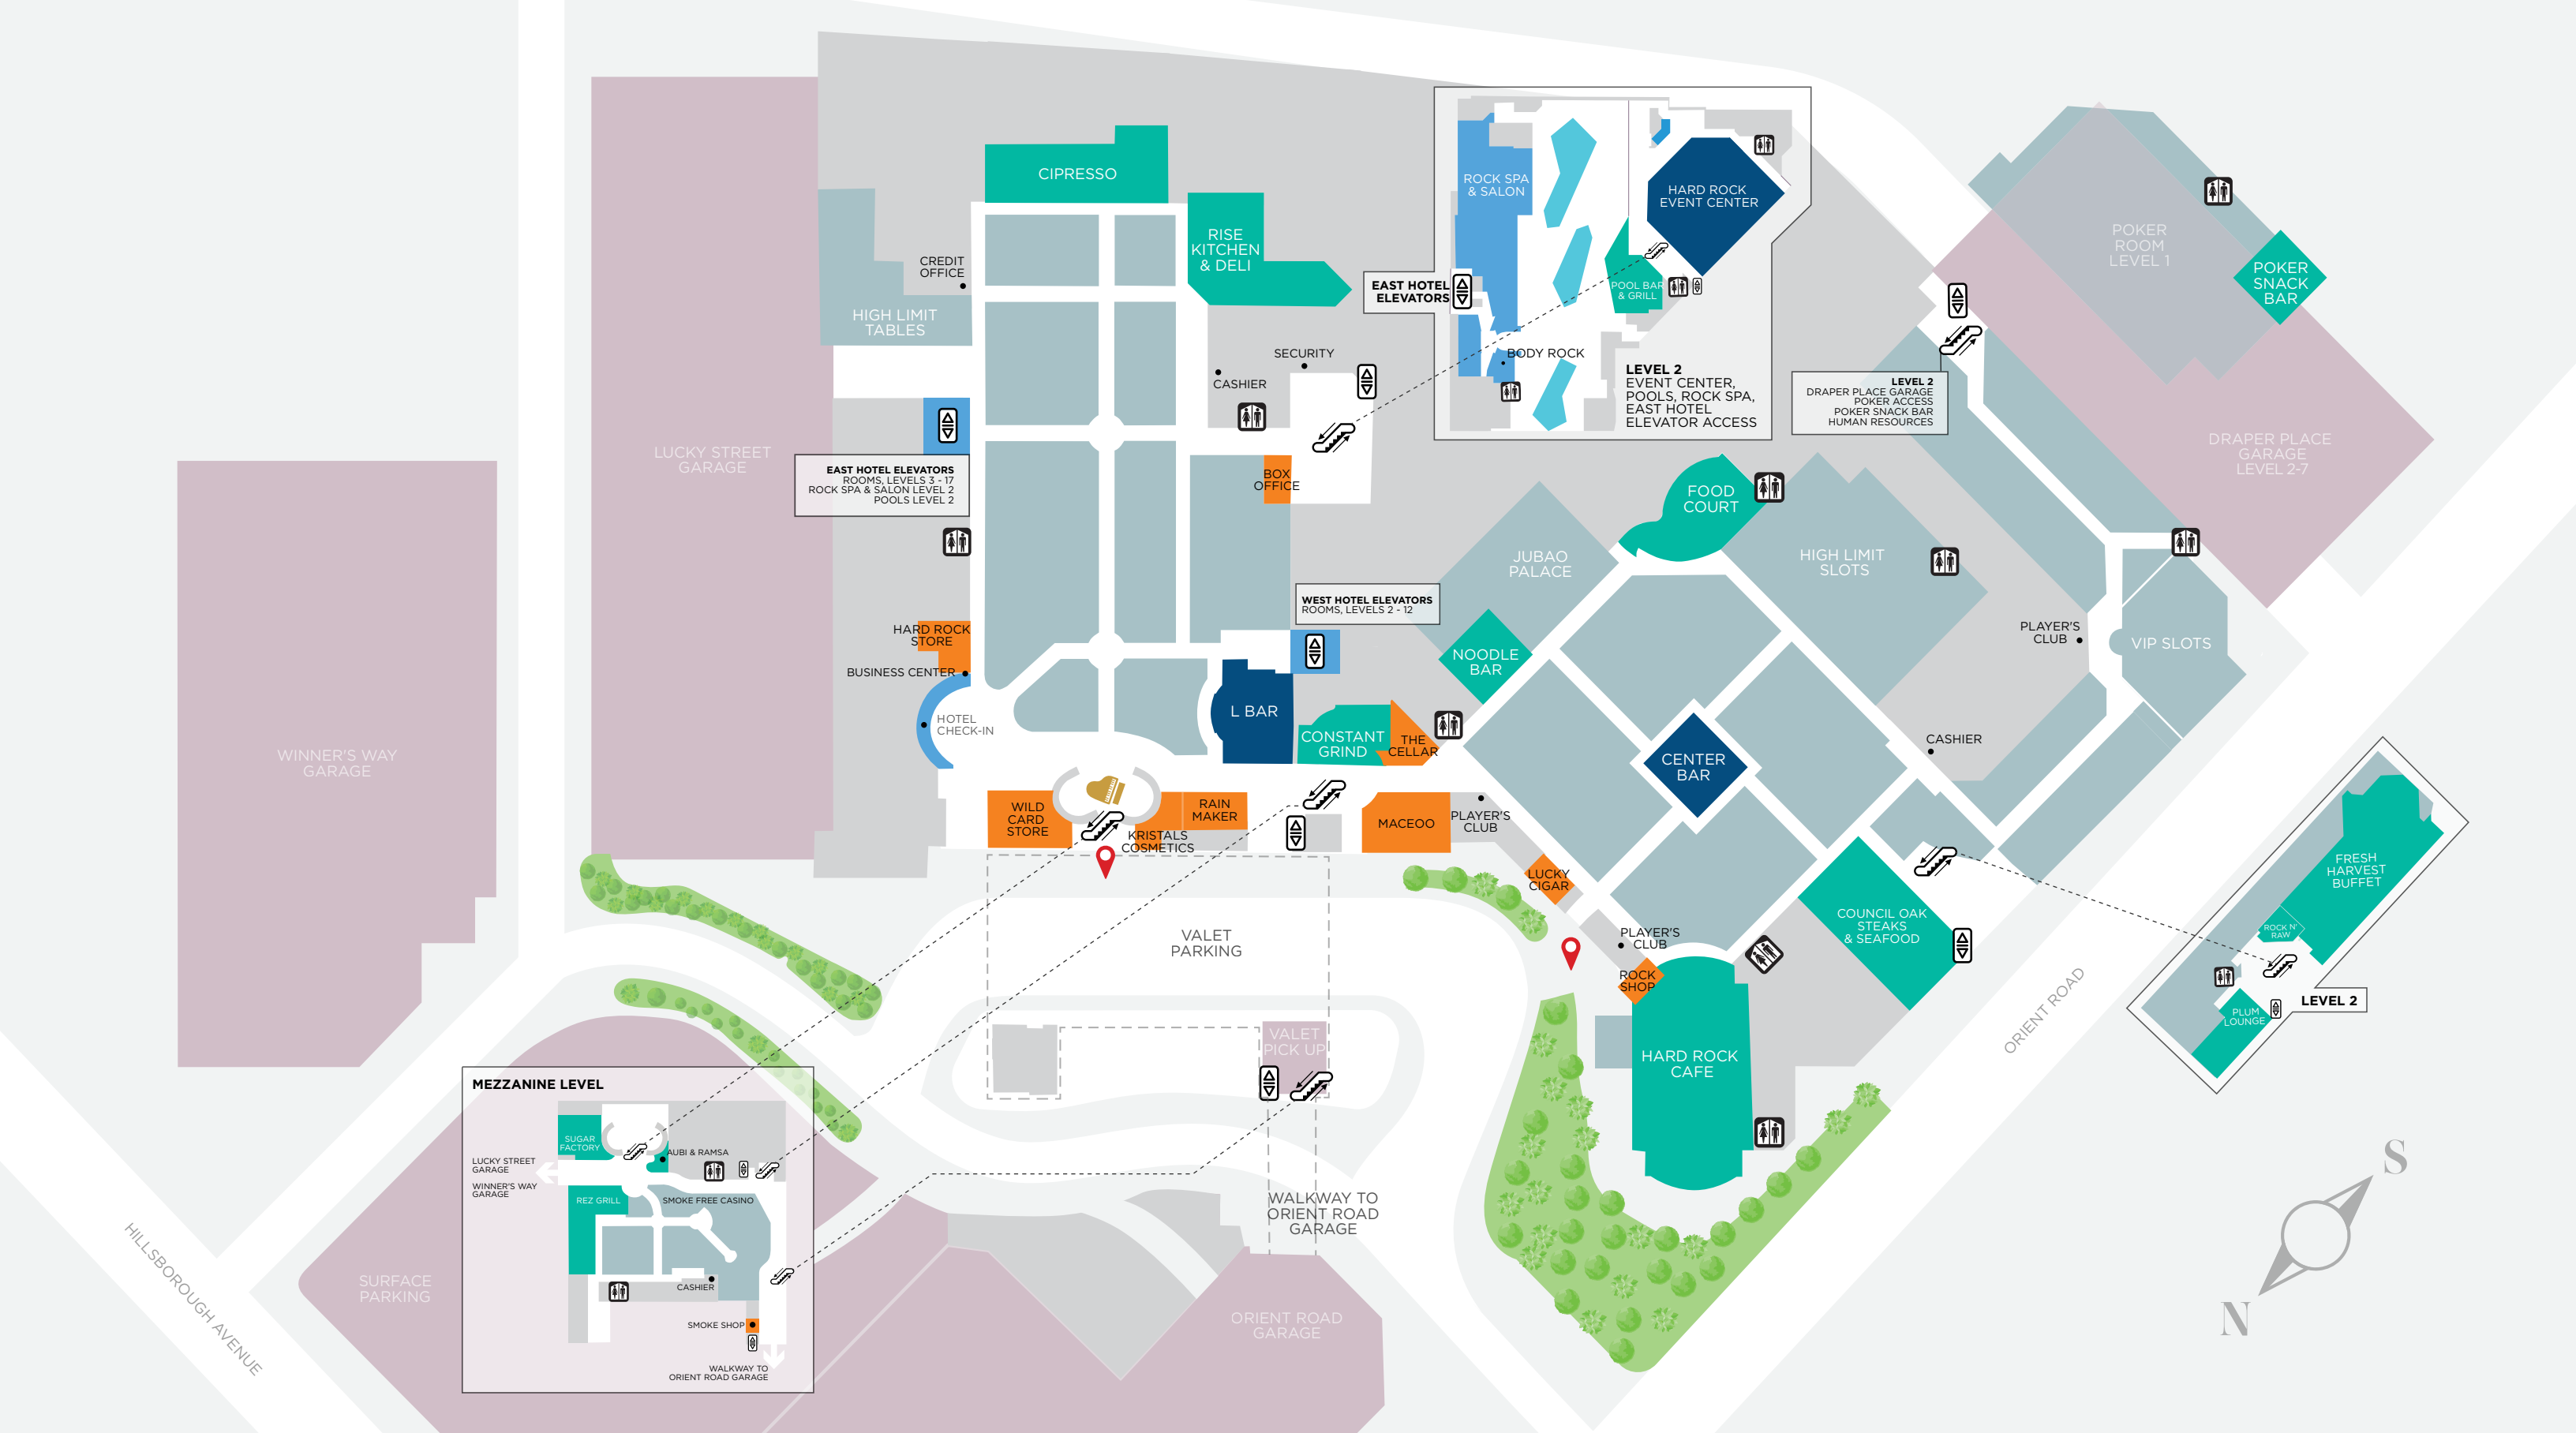 CIPRESSO
RISE
KITCHEN
& DELI
CREDIT
OFFICE
HIGH LIMIT
TABLES
SECURITY
CASHIER
LUCKY STREET
GARAGE
EAST HOTEL ELEVATORS
ROOMS, LEVELS 3 - 17
ROCK SPA & SALON LEVEL 2
POOLS LEVEL 2
BOX
OFFICE
ROCK SPA
& SALON
HARD ROCK
EVENT CENTER
EAST HOTEL
ELEVATORS
POOL BAR
& GRILL
BODY ROCK
LEVEL 2
EVENT CENTER,
POOLS, ROCK SPA,
EAST HOTEL
ELEVATOR ACCESS
POKER
ROOM
LEVEL 1
POKER
SNACK
BAR
LEVEL 2
DRAPER PLACE GARAGE
POKER ACCESS
POKER SNACK BAR
HUMAN RESOURCES
DRAPER PLACE
GARAGE
LEVEL 2-7
FOOD
COURT
JUBAO
PALACE
HIGH LIMIT
SLOTS
WEST HOTEL ELEVATORS
ROOMS, LEVELS 2 - 12
NOODLE
BAR
PLAYER'S
CLUB
VIP SLOTS
HARD ROCK
STORE
BUSINESS CENTER
HOTEL
CHECK-IN
L BAR
CONSTANT
GRIND
THE
CELLAR
CENTER
BAR
CASHIER
WINNER'S WAY
GARAGE
WILD
CARD
STORE
RAIN
MAKER
KRISTALS
COSMETICS
MACEOO
PLAYER'S
CLUB
LUCKY
CIGAR
PLAYER'S
CLUB
ROCK
SHOP
COUNCIL OAK
STEAKS
& SEAFOOD
HARD ROCK
CAFE
FRESH
HARVEST
BUFFET
ROCK N'
RAW
PLUM
LOUNGE
LEVEL 2
ORIENT ROAD
VALET
PARKING
VALET
PICK UP
WALKWAY TO
ORIENT ROAD
GARAGE
ORIENT ROAD
GARAGE
MEZZANINE LEVEL
SUGAR
FACTORY
AUBI & RAMSA
LUCKY STREET
GARAGE
WINNER'S WAY
GARAGE
REZ GRILL
SMOKE FREE CASINO
CASHIER
SMOKE SHOP
WALKWAY TO
ORIENT ROAD GARAGE
SURFACE
PARKING
HILLSBOROUGH AVENUE
S
N